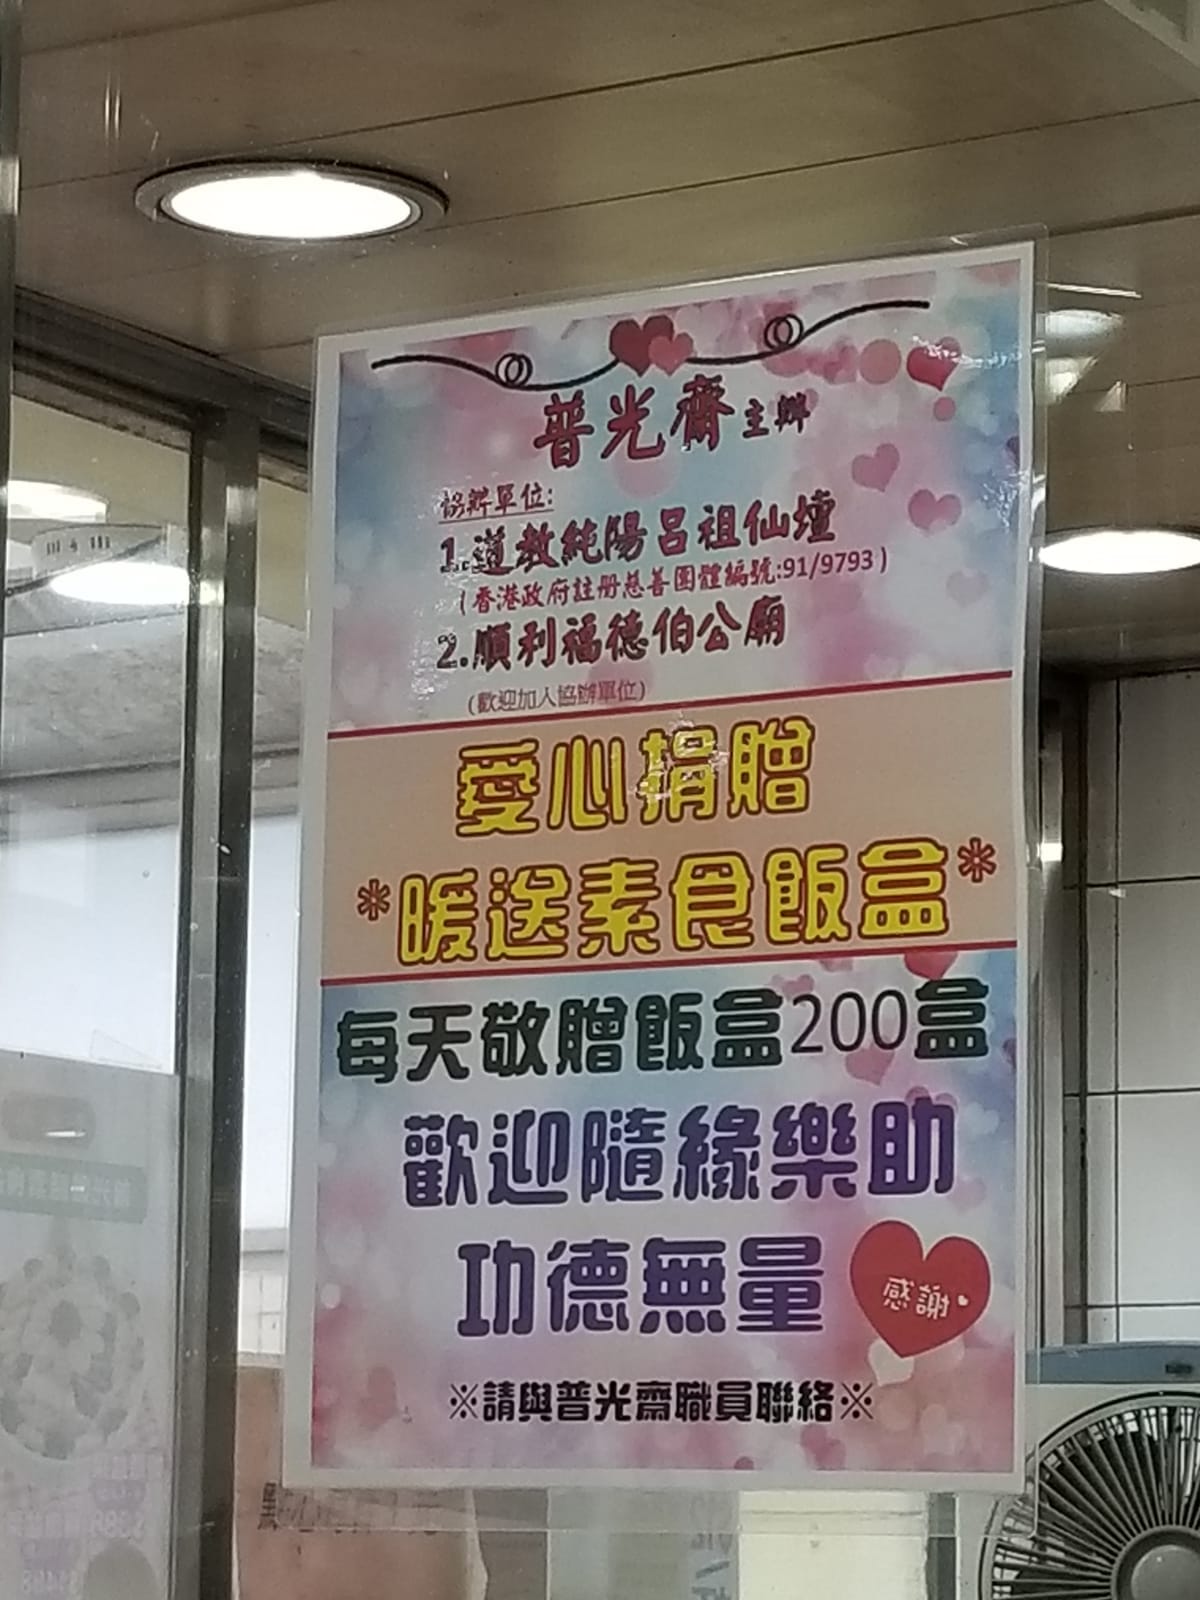 普光齋主辦
協辦單位:
1.道教純陽呂祖仙壇
(香港政府註册慈善團體編號:91/9793)
2.順利福德伯公廟
(歡迎加入協辦單位)
愛心捐贈
*暖送素食飯盒*
每天敬贈飯盒200盒
歡迎隨緣樂助
功德無量
感謝
※請與普光齋職員聯絡※